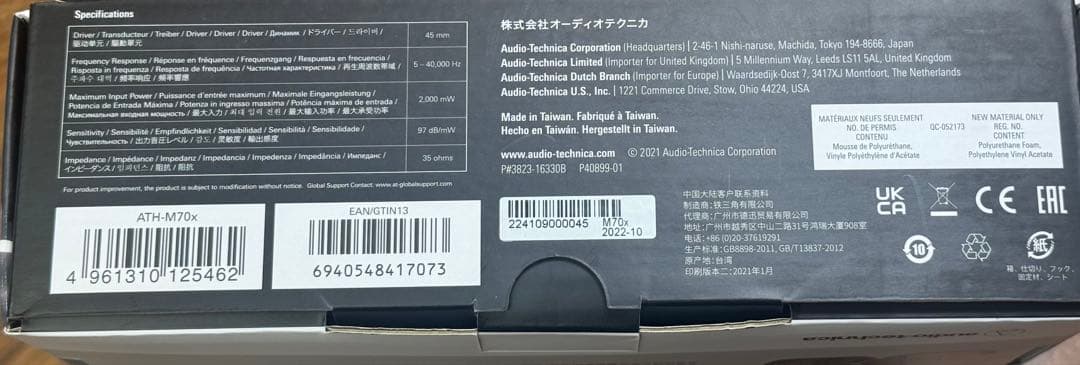 Specifications
Driver / Transducteur / Treiber / Driver / Driver / Driver / Динамик / ドライバー / 드라이버 /
驱动单元 / 驅動單元
45 mm
Frequency Response / Réponse en fréquence / Frequenzgang / Respuesta en frecuencia /
Risposta in frequenza / Resposta de frequência / Частотная характеристика / 再生周波数帯域 /
주파수 대역 / 频率响应 / 頻率響應
5 – 40,000 Hz
Maximum Input Power / Puissance d'entrée maximum / Maximale Eingangsleistung /
Potencia de Entrada Máxima / Potenza in ingresso massima / Potência máxima de entrada /
Максимальная входная мощность / 最大入力 / 최대 입력 전원 / 最大输入功率 / 最大承受功率
2,000 mW
Sensitivity / Sensibilité / Empfindlichkeit / Sensibilidad / Sensibilità / Sensibilidade /
Чувствительность / 出力音圧レベル / 감도 / 灵敏度 / 輸出感度
97 dB/mW
Impedance / Impédance / Impedanz / Impedancia / Impedenza / Impedância / Импеданс /
インピーダンス / 임피던스 / 阻抗 / 阻抗
35 ohms
For product improvement, the product is subject to modification without notice. Global Support Contact: www.at-globalsupport.com
ATH-M70x
4 961310 125462
EAN/GTIN13
6940548417073
株式会社オーディオテクニカ
Audio-Technica Corporation (Headquarters) | 2-46-1 Nishi-naruse, Machida, Tokyo 194-8666, Japan
Audio-Technica Limited (Importer for United Kingdom) | 5 Millennium Way, Leeds LS11 5AL, United Kingdom
Audio-Technica Dutch Branch (Importer for Europe) | Waardsedijk-Oost 7, 3417XJ Montfoort, The Netherlands
Audio-Technica U.S., Inc. | 1221 Commerce Drive, Stow, Ohio 44224, USA
Made in Taiwan. Fabriqué à Taiwan.
Hecho en Taiwán. Hergestellt in Taiwan.
www.audio-technica.com © 2021 Audio-Technica Corporation
P#3823-16330B P40899-01
224109000045
M70x
2022-10
MATÉRIAUX NEUFS SEULEMENT
NO. DE PERMIS
CONTENU
Mousse de Polyuréthane,
Vinyle Polyéthylène d'Acétate
QC-052173
NEW MATERIAL ONLY
REG. NO.
CONTENT
Polyurethane Foam,
Polyethylene Vinyl Acetate
中国大陆客户联系资料
制造商：铁三角有限公司
代理商：广州市德迅贸易有限公司
地址：广州市越秀区中山二路31号鸿瑞大厦908室
电话：+86 (0)20-37619291
生产标准：GB8898-2011, GB/T13837-2012
原产地：台湾
印刷版本二：2021年1月
UK
CA
CE
EAC
10
紙
箱、仕切り、フック、
固定材、シート
audio-technica